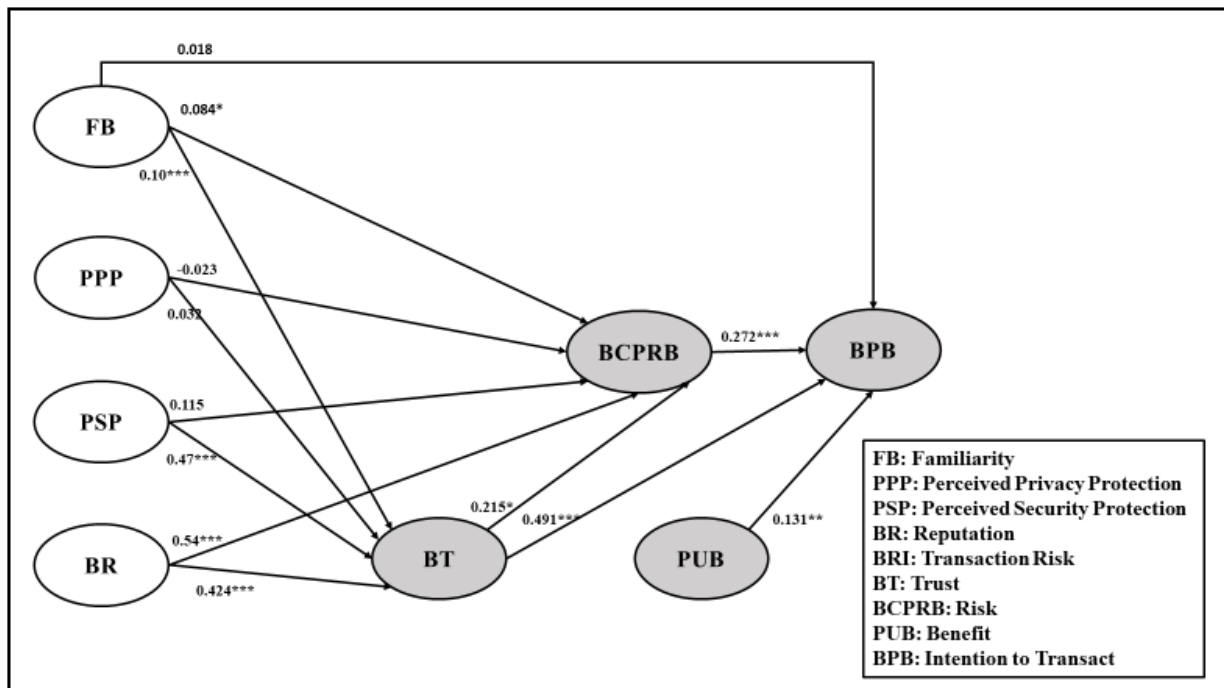 0.018
FB
0.084*
0.10***
PPP
-0.023
0.032
BCPRB
0.272***
BPB
PSP
0.115
0.47***
BR
0.54***
0.424***
BT
0.215*
0.491***
PUB
0.131**
FB: Familiarity
PPP: Perceived Privacy Protection
PSP: Perceived Security Protection
BR: Reputation
BRI: Transaction Risk
BT: Trust
BCPRB: Risk
PUB: Benefit
BPB: Intention to Transact